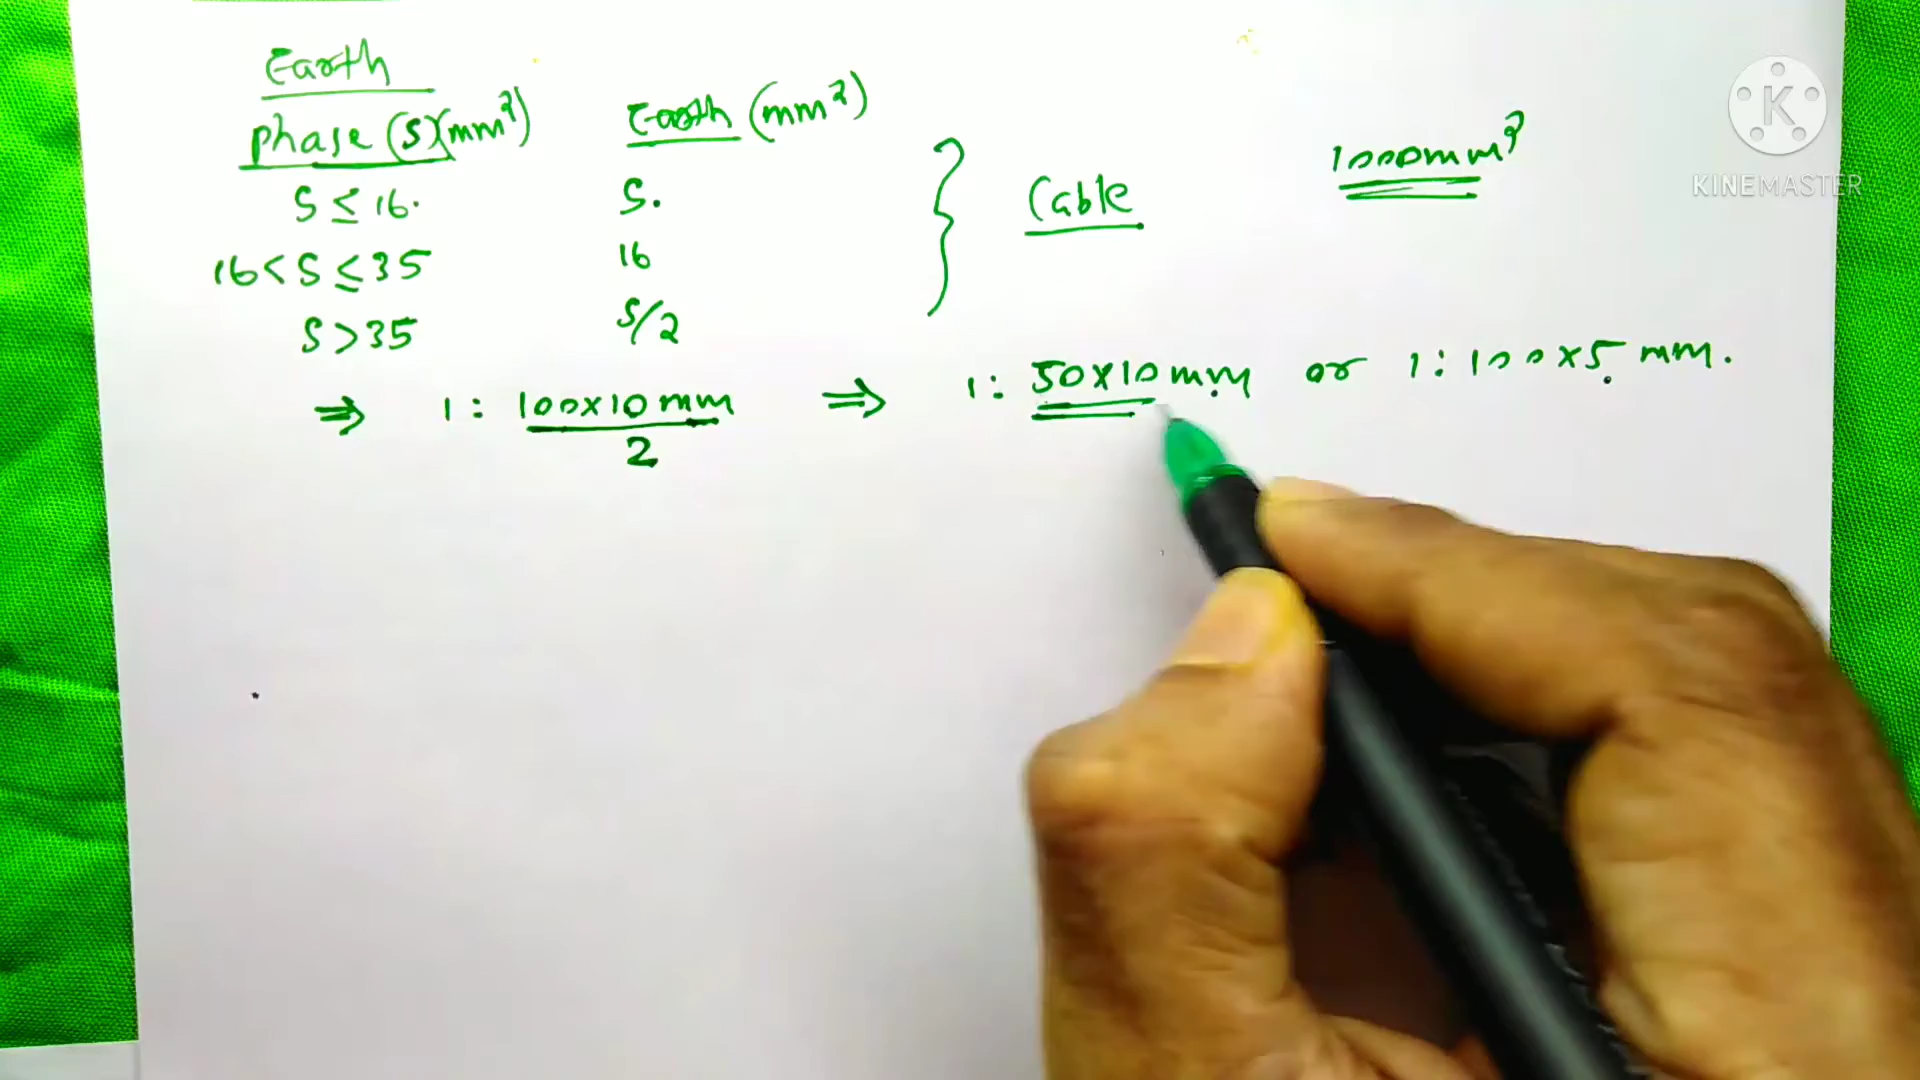 Earth
Phase (S)(mm²) Earth (mm²)
S ≤ 16. S.
16 < S ≤ 35 16
S > 35 S/2
Cable
1000mm²
⇒ 1: 100x10mm/2 ⇒ 1: 50x10mm or 1: 100x5 mm.
K
KINEMASTER